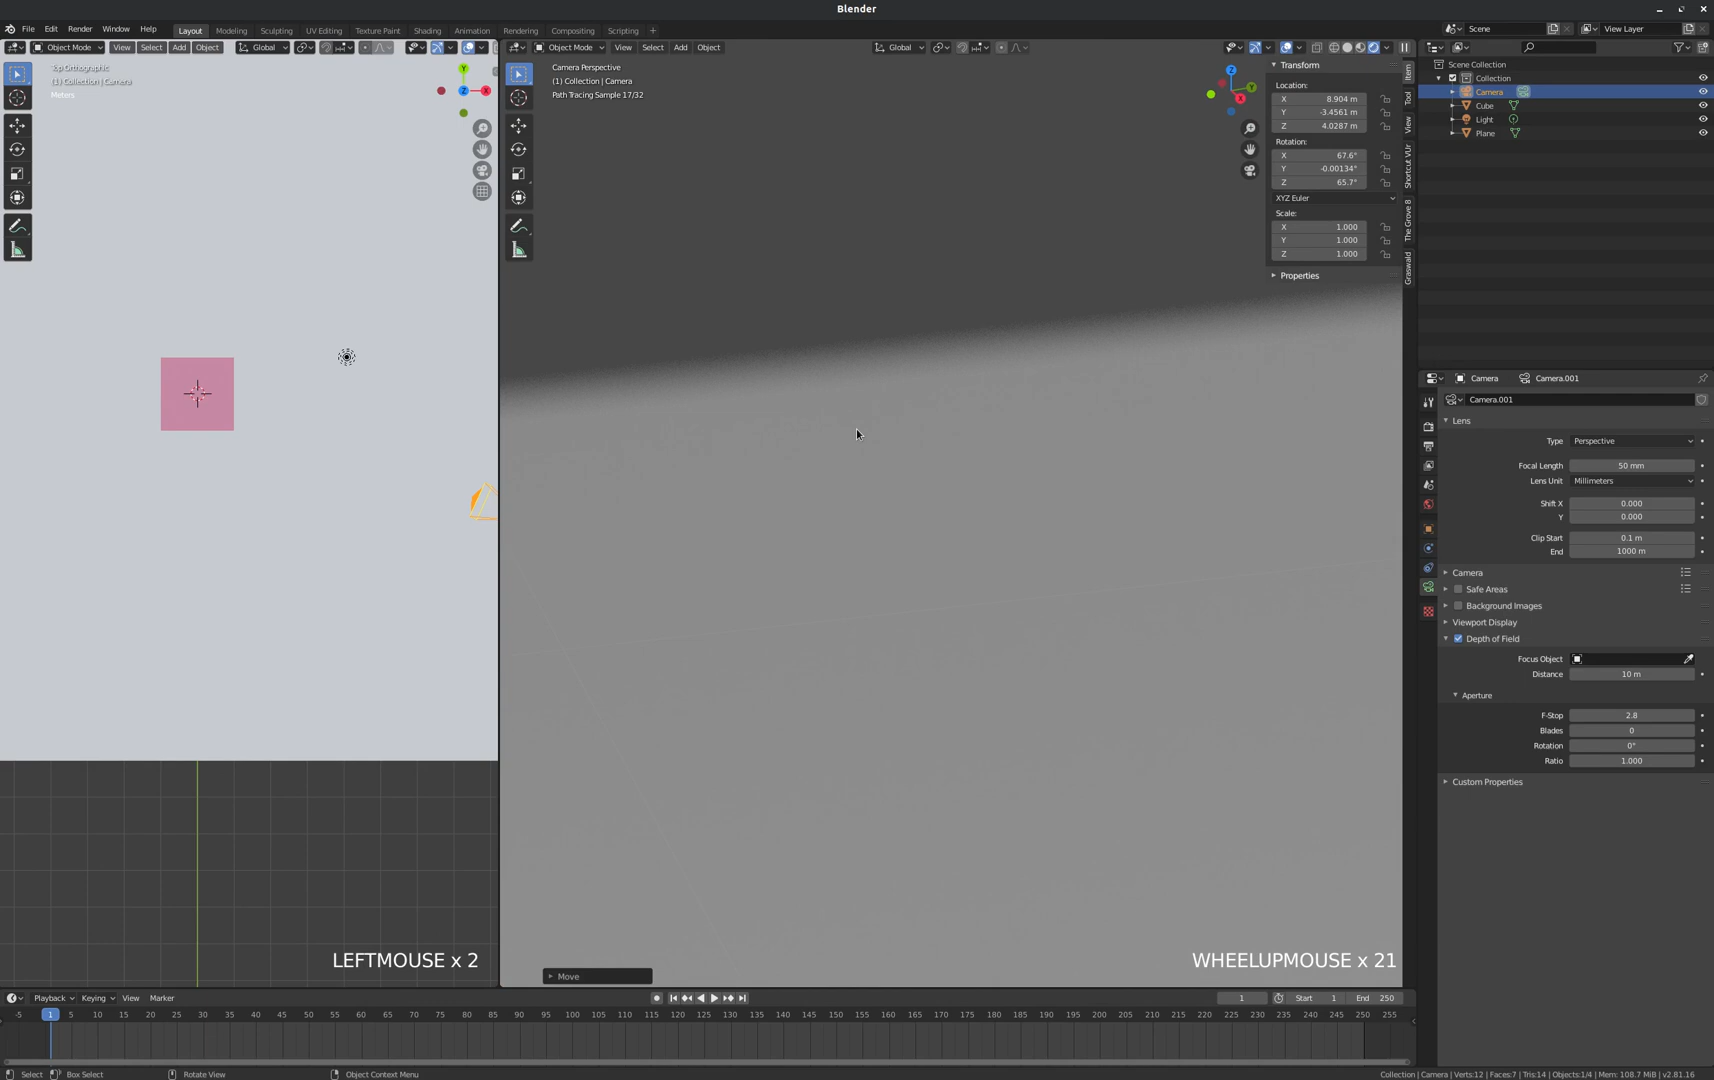 Blender
File Edit Render Window Help
Layout Modeling Sculpting UV Editing Texture Paint Shading Animation Rendering Compositing Scripting +
Scene
View Layer
Object Mode View Select Add Object Global
Object Mode View Select Add Object Global
Top Orthographic
(1) Collection | Camera
Meters
Y
Z
X
Camera Perspective
(1) Collection | Camera
Path Tracing Sample 17/32
Z
Y
X
Transform
Location:
X 8.904 m
Y -3.4561 m
Z 4.0287 m
Rotation:
X 67.6°
Y -0.00134°
Z 65.7°
XYZ Euler
Scale:
X 1.000
Y 1.000
Z 1.000
Properties
Item
Tool
View
Shortcut VUr
The Grove 8
Graswald
Scene Collection
Collection
Camera
Cube
Light
Plane
Camera
Camera.001
Camera.001
Lens
Type Perspective
Focal Length 50 mm
Lens Unit Millimeters
Shift X 0.000
Y 0.000
Clip Start 0.1 m
End 1000 m
Camera
Safe Areas
Background Images
Viewport Display
Depth of Field
Focus Object
Distance 10 m
Aperture
F-Stop 2.8
Blades 0
Rotation 0°
Ratio 1.000
Custom Properties
LEFTMOUSE x 2
WHEELUPMOUSE x 21
Move
Playback Keying View Marker
1 Start 1 End 250
-5 1 5 10 15 20 25 30 35 40 45 50 55 60 65 70 75 80 85 90 95 100 105 110 115 120 125 130 135 140 145 150 155 160 165 170 175 180 185 190 195 200 205 210 215 220 225 230 235 240 245 250 255
Select Box Select Rotate View Object Context Menu
Collection | Camera | Verts:12 | Faces:7 | Tris:14 | Objects:1/4 | Mem: 108.7 MiB | v2.81.16